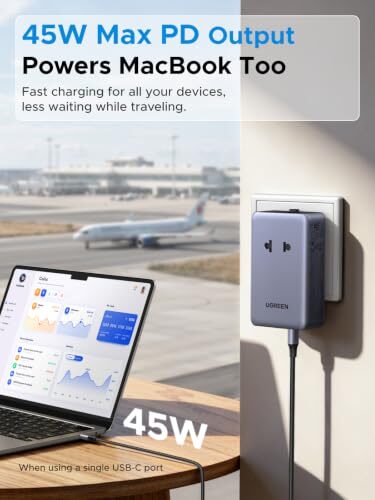 45W Max PD Output
Powers MacBook Too
Fast charging for all your devices,
less waiting while traveling.
UGREEN
45W
When using a single USB-C port